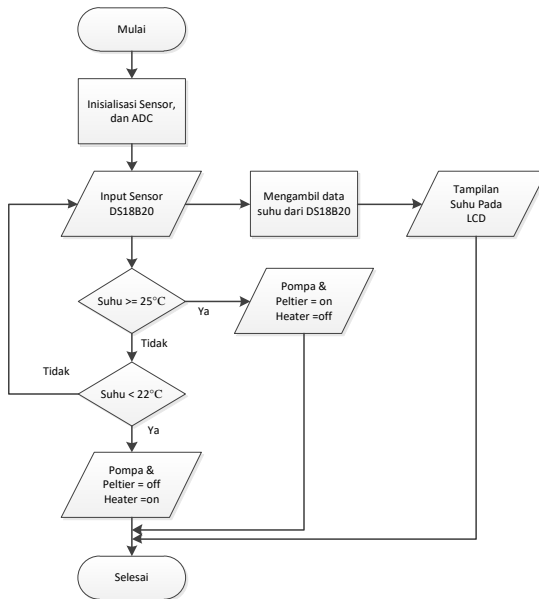 Mulai
Inisialisasi Sensor,
dan ADC
Input Sensor
DS18B20
Mengambil data
suhu dari DS18B20
Tampilan
Suhu Pada
LCD
Suhu >= 25°C
Ya
Pompa &
Peltier = on
Heater =off
Tidak
Tidak
Suhu < 22°C
Ya
Pompa &
Peltier = off
Heater =on
Selesai